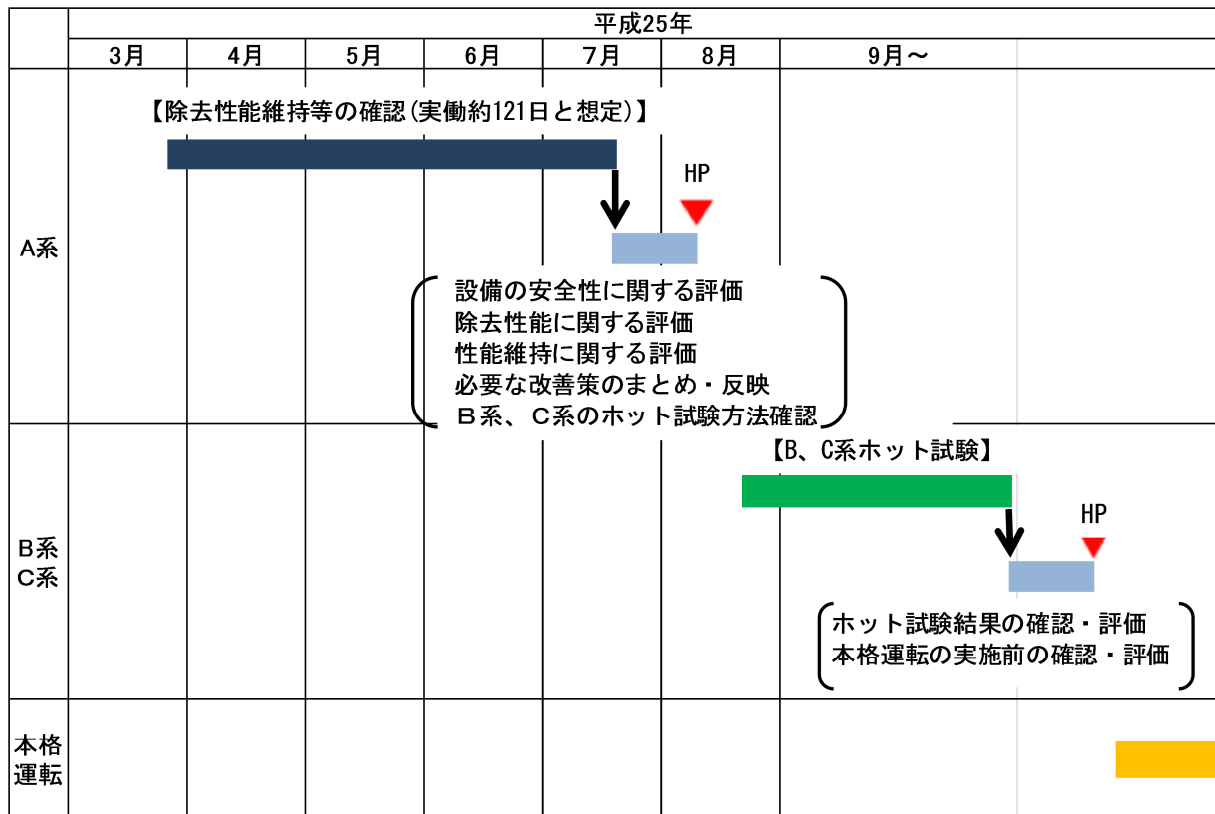 平成25年
3月 4月 5月 6月 7月 8月 9月～
【除去性能維持等の確認(実働約121日と想定)】
HP
A系
設備の安全性に関する評価
除去性能に関する評価
性能維持に関する評価
必要な改善策のまとめ・反映
Ｂ系、Ｃ系のホット試験方法確認
【B、C系ホット試験】
HP
B系
C系
ホット試験結果の確認・評価
本格運転の実施前の確認・評価
本格
運転